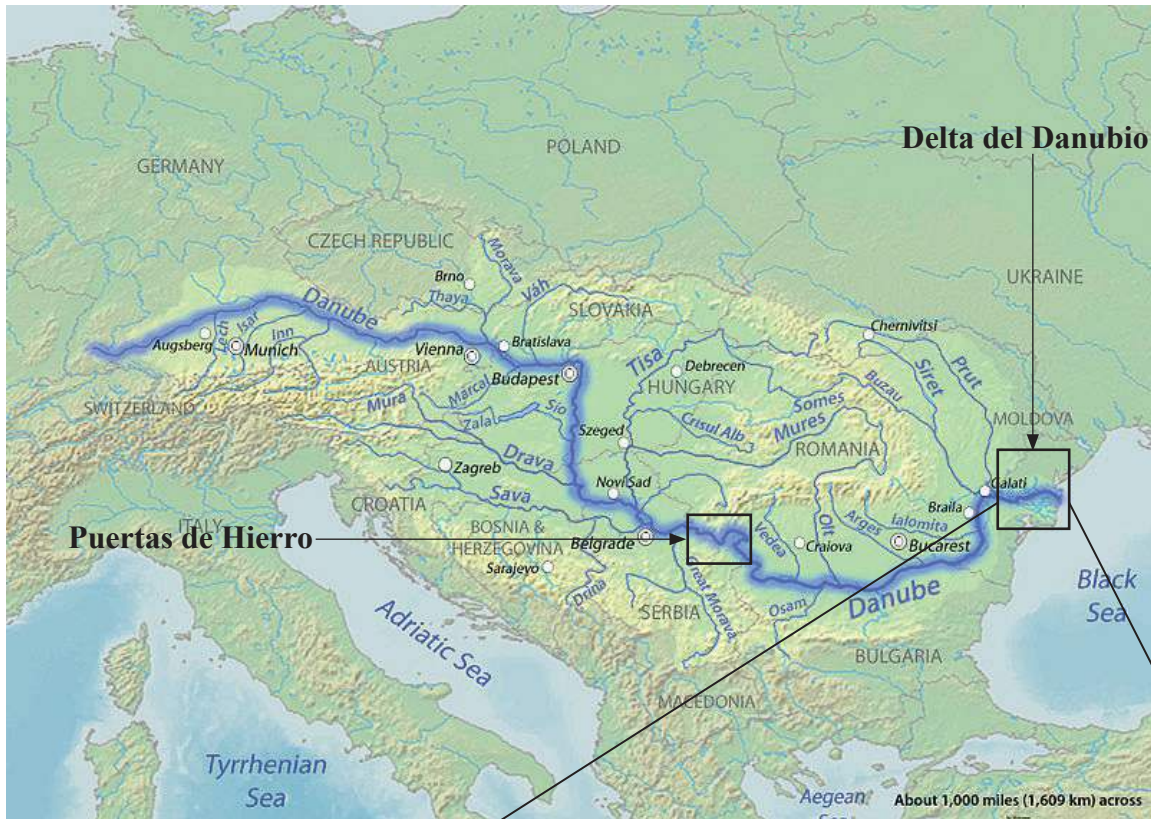 Delta del Danubio
POLAND
GERMANY
CZECH REPUBLIC
Morava
UKRAINE
Brno
Thaya
Váh
SLOVAKIA
Danube
Chernivitsi
Lech
Isar
Inn
Augsberg
Munich
Vienna
Bratislava
AUSTRIA
Budapest
Tisa
Debrecen
HUNGARY
Siret
Prut
Buzau
Marcal
Mura
Zalal
Sio
Somes
Mures
SWITZERLAND
MOLDOVA
Crisul Alb
Szeged
ROMANIA
Drava
Zagreb
Sava
Novi Sad
Galati
CROATIA
Braila
ITALY
Puertas de Hierro
BOSNIA &
HERZEGOVINA
Belgrade
Vedea
Olt
Arges
Ialomita
Craiova
Bucarest
Sarajevo
Drina
reat Morava
SERBIA
Osam
Danube
Black
Sea
Adriatic Sea
BULGARIA
MACEDONIA
Tyrrhenian
Sea
Aegean
About 1,000 miles (1,609 km) across